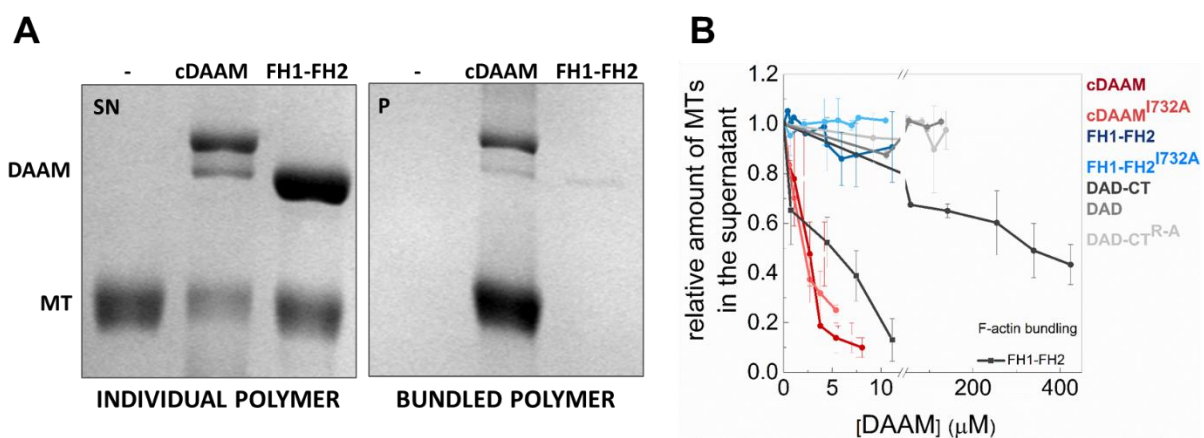 A
- cDAAM FH1-FH2
SN
DAAM
MT
INDIVIDUAL POLYMER
- cDAAM FH1-FH2
P
BUNDLED POLYMER
B
relative amount of MTs
in the supernatant
1.2
1.0
0.8
0.6
0.4
0.2
0.0
0 5 10 200 400
[DAAM] (μM)
F-actin bundling
FH1-FH2
cDAAM
cDAAM^I732A
FH1-FH2
FH1-FH2^I732A
DAD-CT
DAD
DAD-CT^R-A